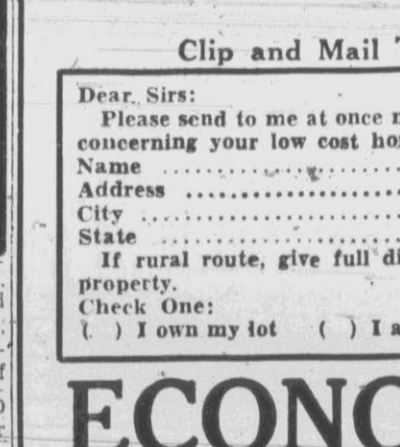 Clip and Mail
Dear Sirs:
Please send to me at once
concerning your low cost
Name
Address
City
State
If rural route, give full
property.
Check One:
( ) I own my lot ( ) I